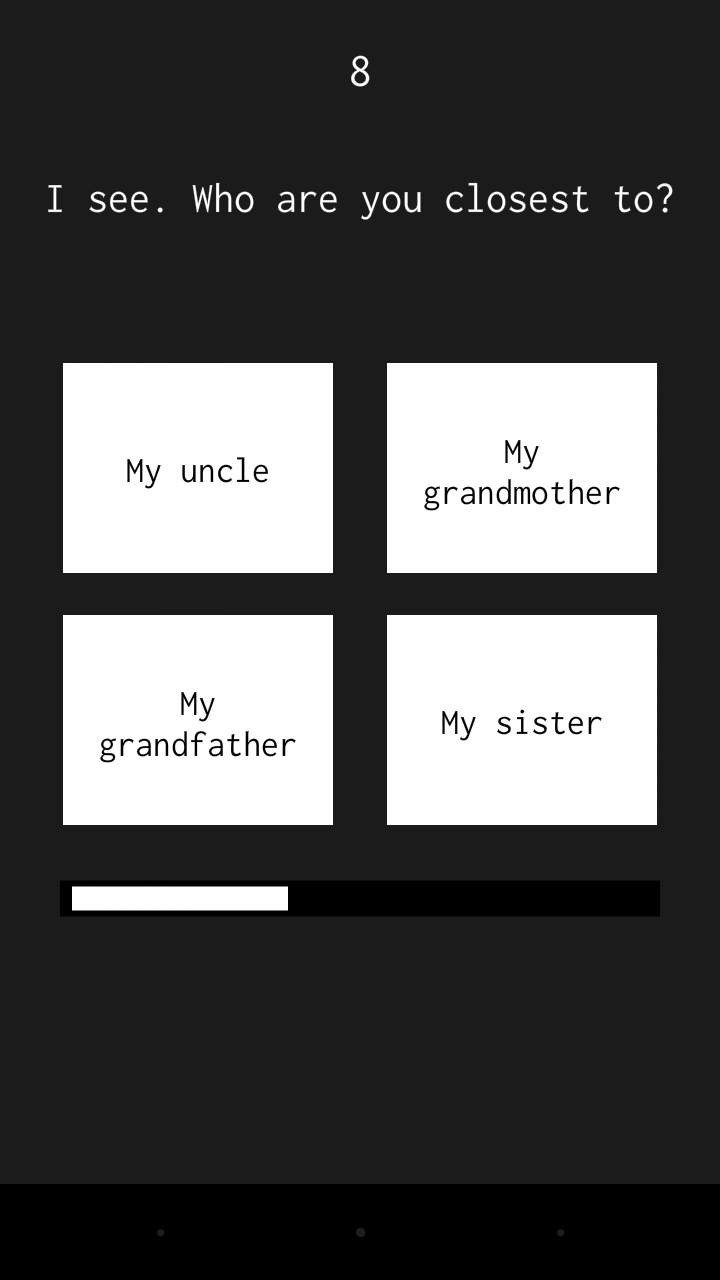 8
I see. Who are you closest to?
My uncle
My
grandmother
My
grandfather
My sister